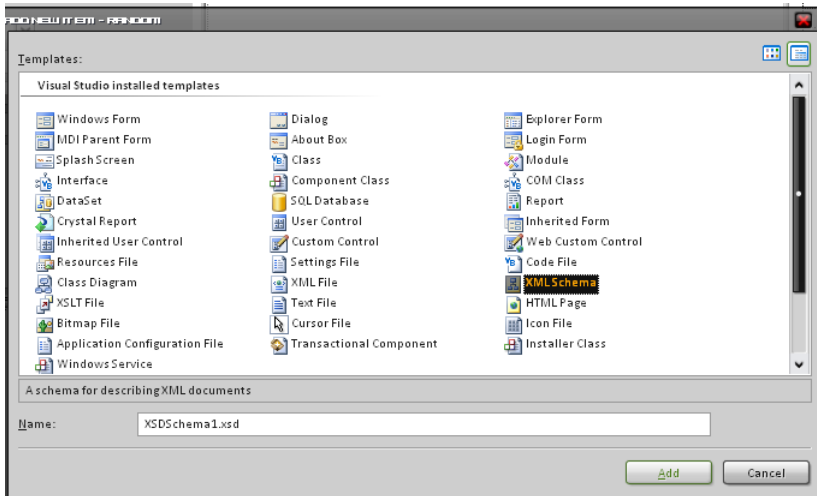 ADD NEW ITEM - RANDOM
Templates:
Visual Studio installed templates
Windows Form Dialog Explorer Form
MDI Parent Form About Box Login Form
Splash Screen Class Module
Interface Component Class COM Class
DataSet SQL Database Report
Crystal Report User Control Inherited Form
Inherited User Control Custom Control Web Custom Control
Resources File Settings File Code File
Class Diagram XML File XML Schema
XSLT File Text File HTML Page
Bitmap File Cursor File Icon File
Application Configuration File Transactional Component Installer Class
Windows Service
A schema for describing XML documents
Name: XSDSchema1.xsd
Add Cancel